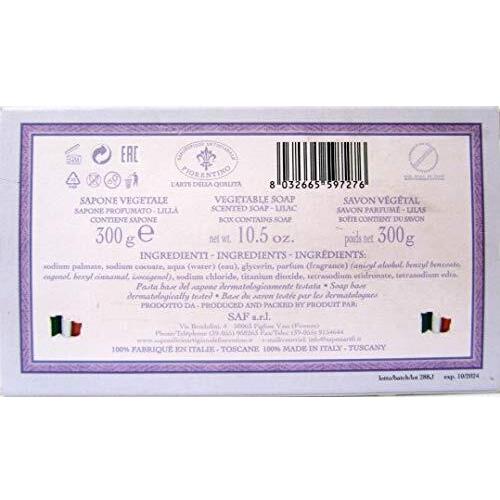 24M
EAC
SAPONIFICIO ARTIGIANALE
FIORENTINO
L'ARTE DELLA QUALITÀ
8 032665 597276
SAPONE VEGETALE
SAPONE PROFUMATO - LILLÀ
CONTIENE SAPONE
300 g e
VEGETABLE SOAP
SCENTED SOAP - LILAC
BOX CONTAINS SOAP
net wt. 10.5 oz.
SAVON VÉGÉTAL
SAVON PARFUMÉ - LILAS
BOÎTE CONTIENT DU SAVON
poids net 300g
INGREDIENTI - INGREDIENTS - INGRÉDIENTS:
sodium palmate, sodium cocoate, aqua (water) (eau), glycerin, parfum (fragrance) (anisyl alcohol, benzyl benzoate,
eugenol, hexyl cinnamal, isoeugenol), sodium chloride, titanium dioxide, tetrasodium etidronate, tetrasodium edta.
Pasta base del sapone dermatologicamente testata • Soap base
dermatologically tested • Base du savon testée par les dermatologues
PRODOTTO DA - PRODUCED AND PACKED BY PRODUIT PAR:
SAF s.r.l.
100% FABRIQUÉ EN ITALIE - TOSCANE 100% MADE IN ITALY - TUSCANY
lotto/batch/lot 28KJ exp. 10/2024